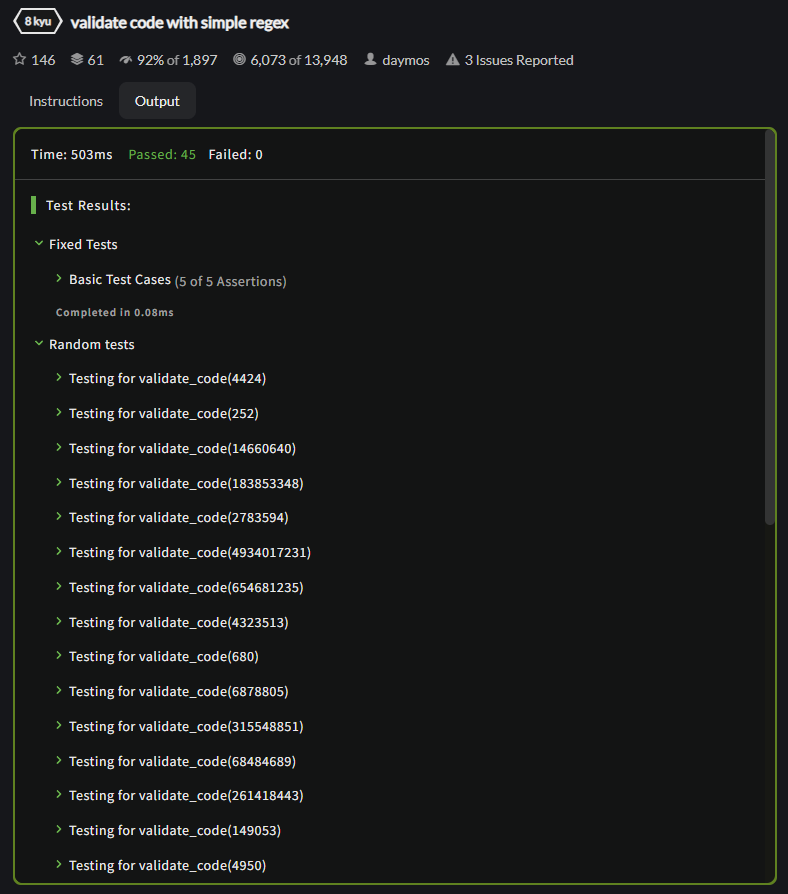 8 kyu validate code with simple regex
146 61 92% of 1,897 6,073 of 13,948 daymos 3 Issues Reported
Instructions Output
Time: 503ms Passed: 45 Failed: 0
Test Results:
Fixed Tests
Basic Test Cases (5 of 5 Assertions)
Completed in 0.08ms
Random tests
Testing for validate_code(4424)
Testing for validate_code(252)
Testing for validate_code(14660640)
Testing for validate_code(183853348)
Testing for validate_code(2783594)
Testing for validate_code(4934017231)
Testing for validate_code(654681235)
Testing for validate_code(4323513)
Testing for validate_code(680)
Testing for validate_code(6878805)
Testing for validate_code(315548851)
Testing for validate_code(68484689)
Testing for validate_code(261418443)
Testing for validate_code(149053)
Testing for validate_code(4950)